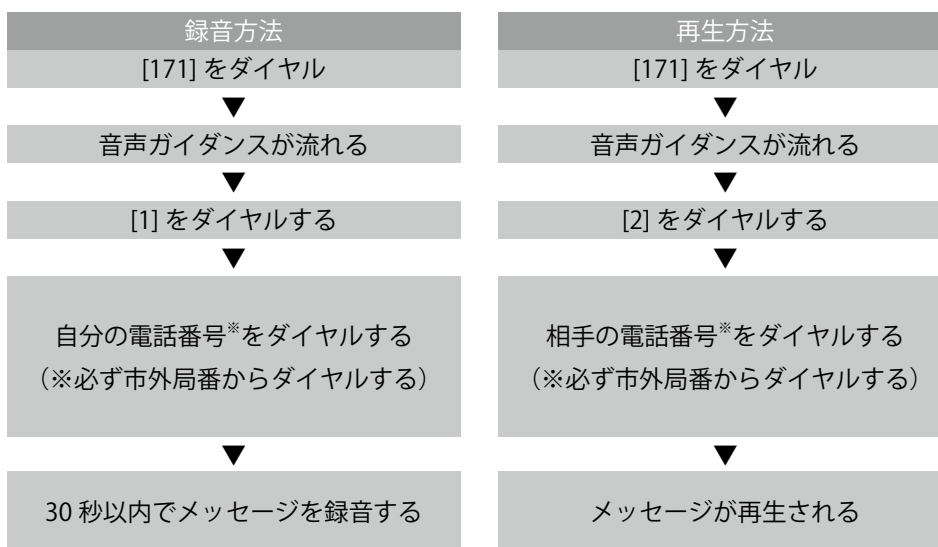 録音方法
[171] をダイヤル
▼
音声ガイダンスが流れる
▼
[1] をダイヤルする
▼
自分の電話番号※をダイヤルする
（※必ず市外局番からダイヤルする）
▼
30 秒以内でメッセージを録音する
再生方法
[171] をダイヤル
▼
音声ガイダンスが流れる
▼
[2] をダイヤルする
▼
相手の電話番号※をダイヤルする
（※必ず市外局番からダイヤルする）
▼
メッセージが再生される